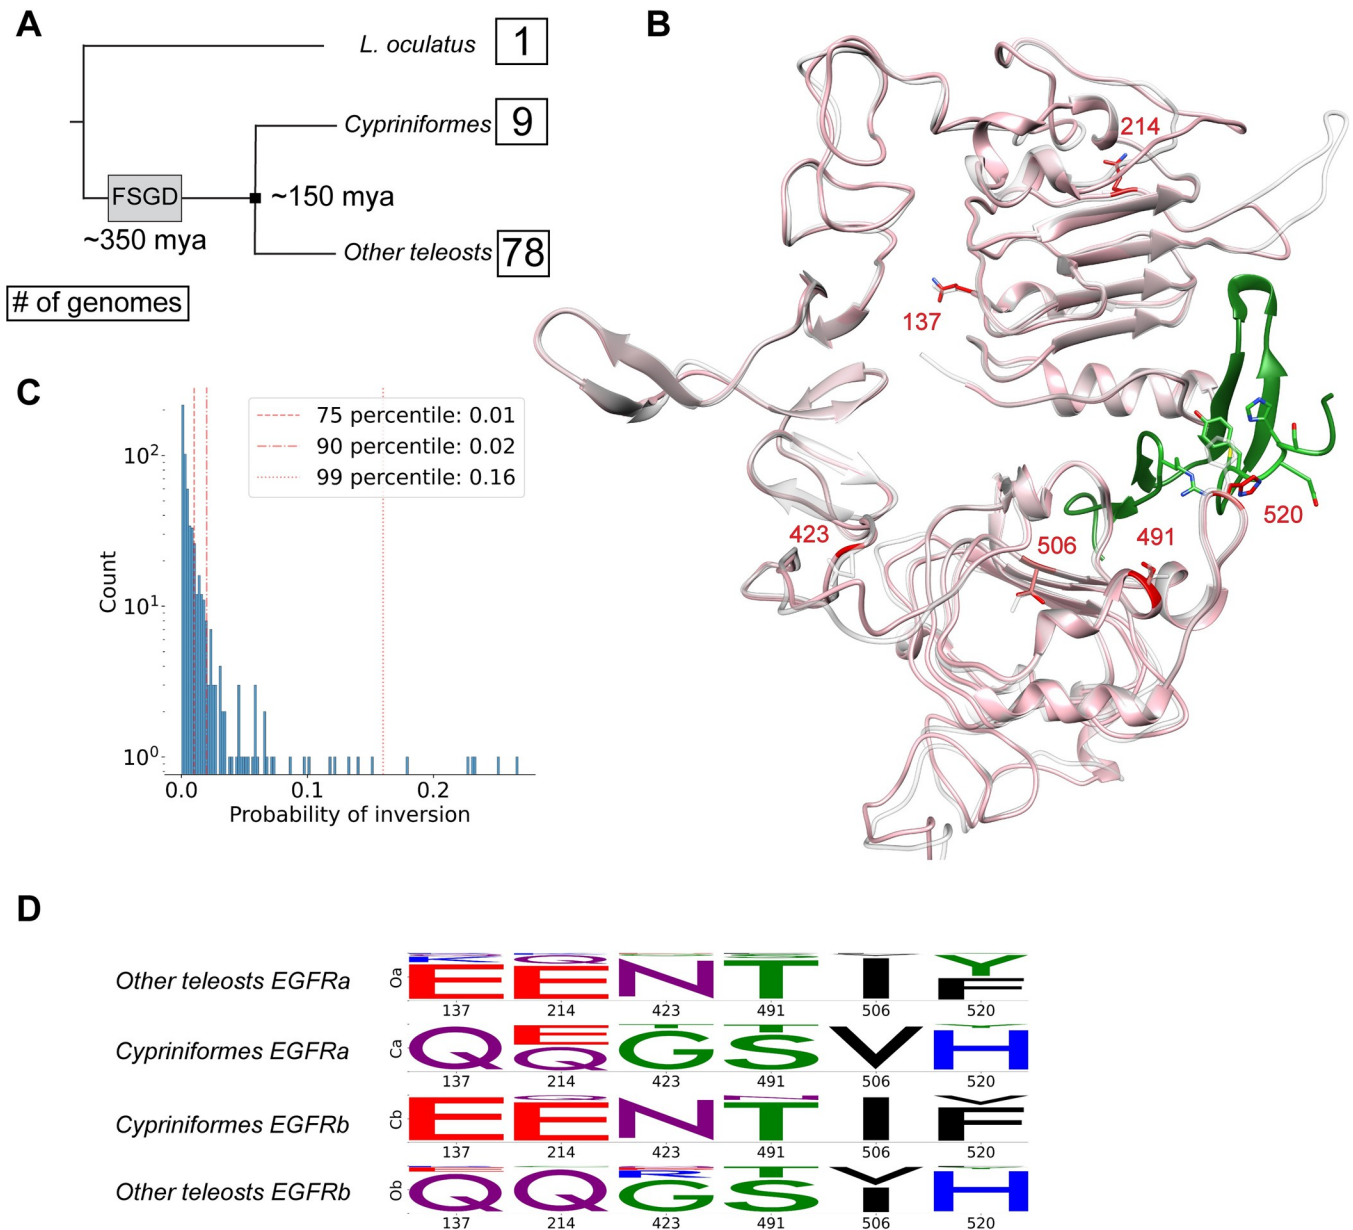 A
L. oculatus 1
Cypriniformes 9
FSGD
~150 mya
~350 mya
Other teleosts 78
# of genomes
B
214
137
423
506
491
520
C
75 percentile: 0.01
90 percentile: 0.02
99 percentile: 0.16
10²
10¹
10⁰
Count
0.0 0.1 0.2
Probability of inversion
D
Other teleosts EGFRa
Oa
E E N T I F Y
137 214 423 491 506 520
Cypriniformes EGFRa
Ca
Q E Q G S V H
137 214 423 491 506 520
Cypriniformes EGFRb
Cb
E E N T I F
137 214 423 491 506 520
Other teleosts EGFRb
Ob
Q Q G S I V H
137 214 423 491 506 520